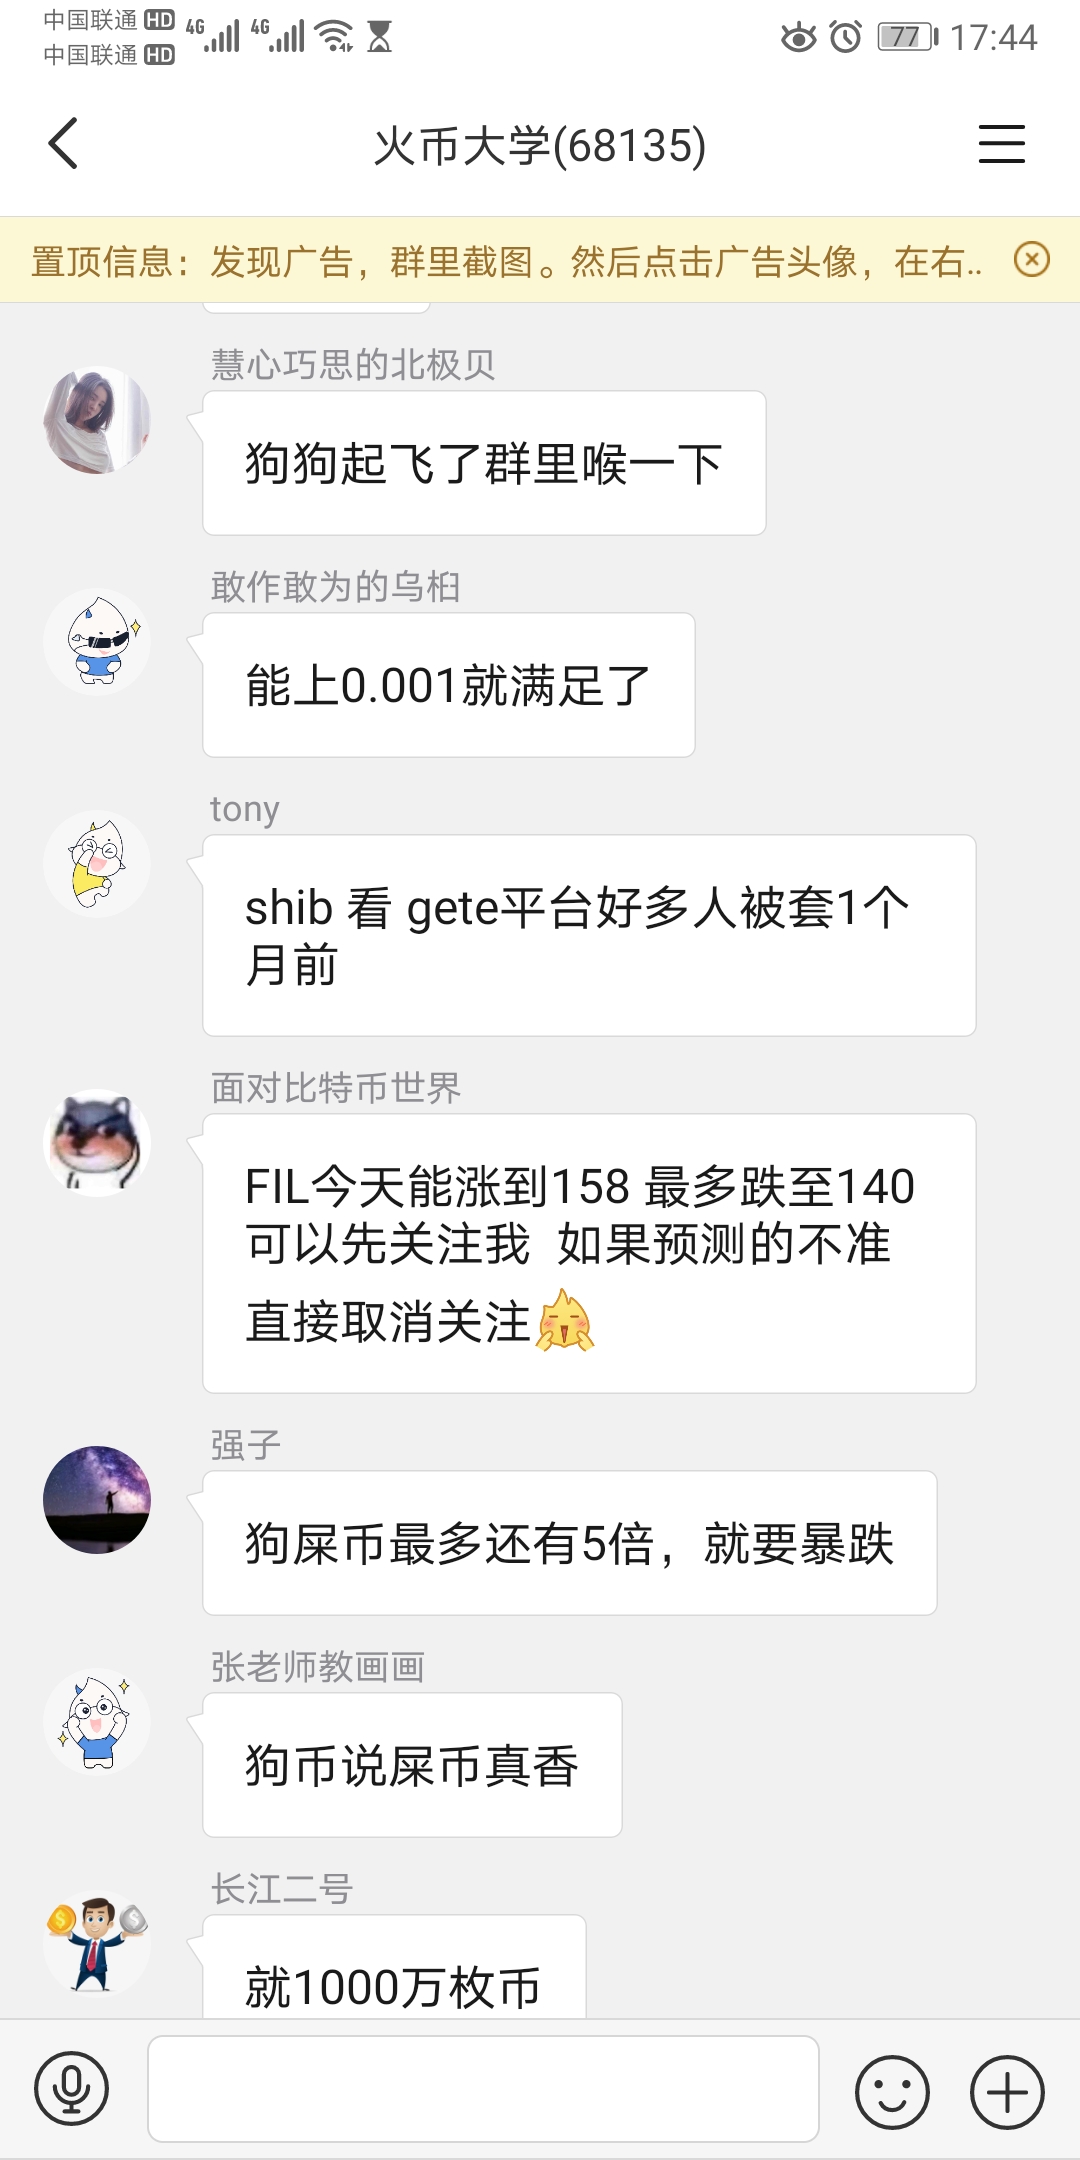 中国联通 HD 4G 4G 77 17:44
中国联通 HD
火币大学(68135)
置顶信息：发现广告，群里截图。然后点击广告头像，在右..
慧心巧思的北极贝
狗狗起飞了群里喉一下
敢作敢为的乌桕
能上0.001就满足了
tony
shib 看 gete平台好多人被套1个
月前
面对比特币世界
FIL今天能涨到158 最多跌至140
可以先关注我 如果预测的不准
直接取消关注
强子
狗屎币最多还有5倍，就要暴跌
张老师教画画
狗币说屎币真香
长江二号
就1000万枚币